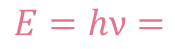 E = hν =